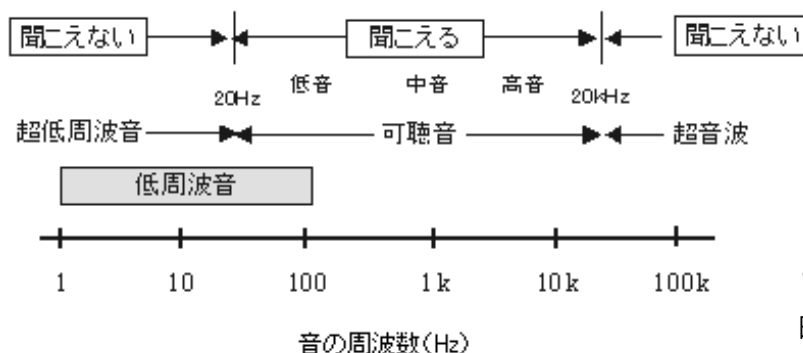 聞こえない 聞こえる 聞こえない
低音 中音 高音
20Hz 20kHz
超低周波音 可聴音 超音波
低周波音
1 10 100 1k 10k 100k
音の周波数(Hz)